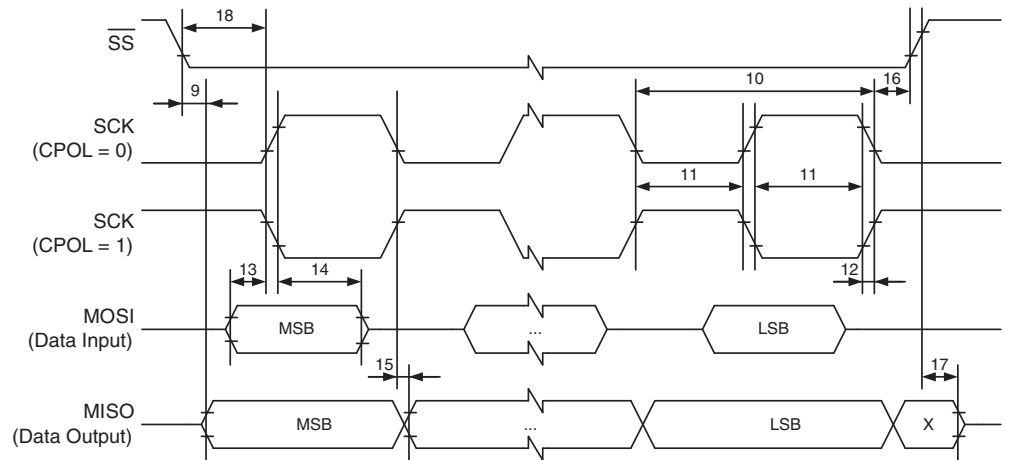 18
SS
10
9
16
SCK
(CPOL = 0)
11
11
SCK
(CPOL = 1)
13
14
12
MOSI
(Data Input)
MSB
...
LSB
15
17
MISO
(Data Output)
MSB
...
LSB
X